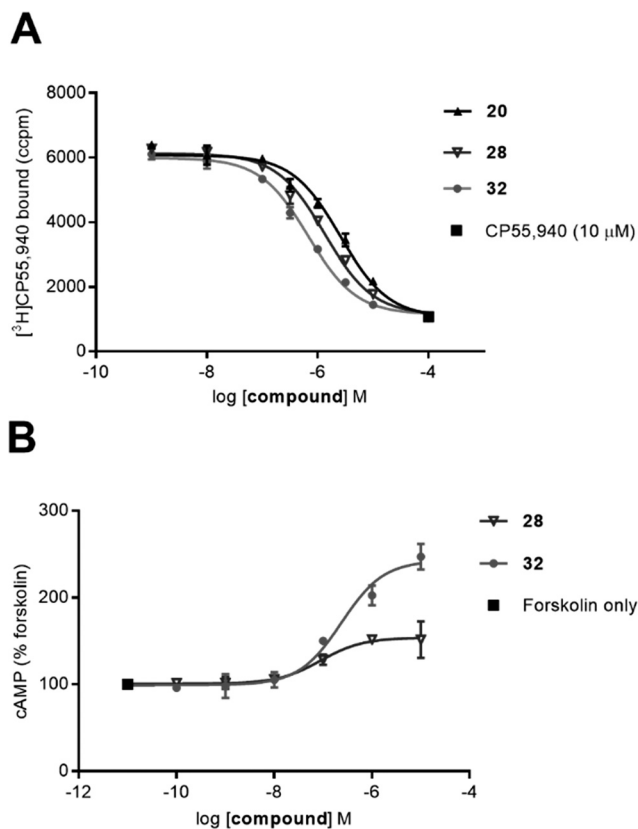 A
8000
6000
4000
2000
0
[³H]CP55,940 bound (ccpm)
-10
-8
-6
-4
log [compound] M
20
28
32
CP55,940 (10 μM)
B
300
200
100
0
cAMP (% forskolin)
-12
-10
-8
-6
-4
log [compound] M
28
32
Forskolin only